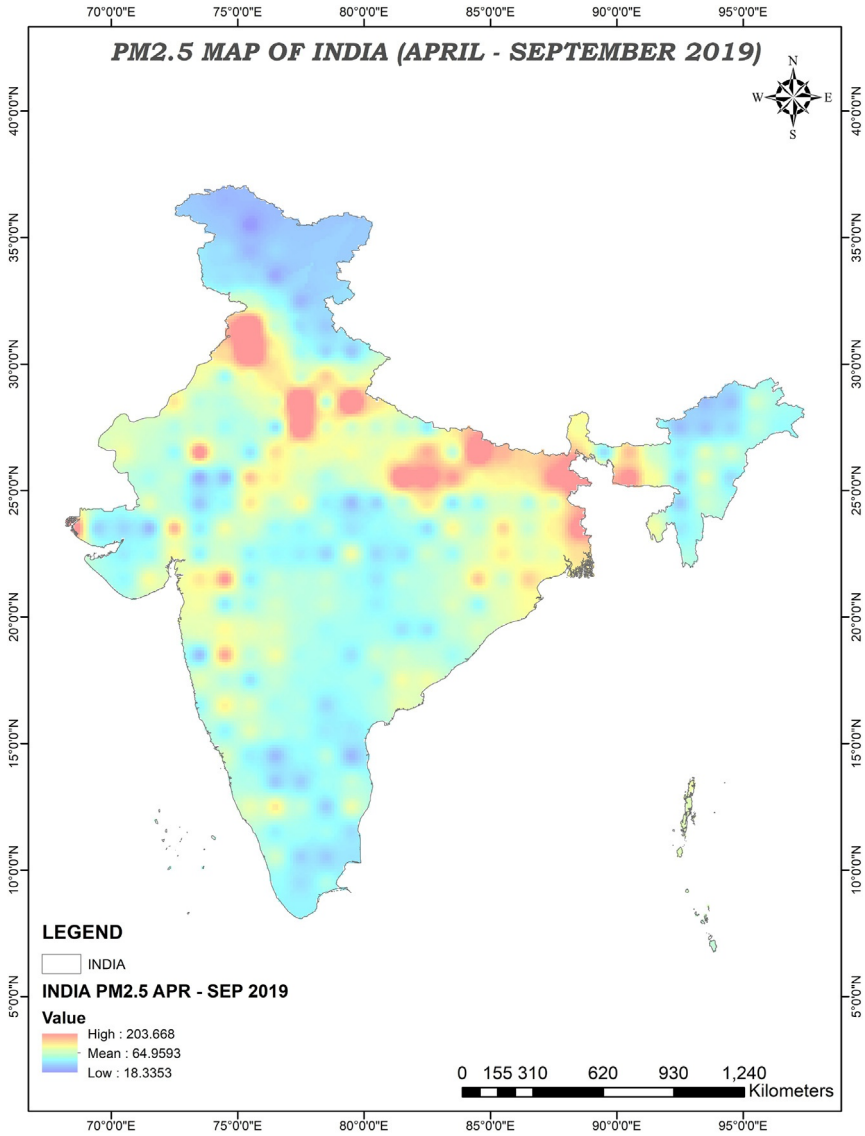 70°0'0"E 75°0'0"E 80°0'0"E 85°0'0"E 90°0'0"E 95°0'0"E
PM2.5 MAP OF INDIA (APRIL - SEPTEMBER 2019)
N
W E
S
40°0'0"N 40°0'0"N
35°0'0"N 35°0'0"N
30°0'0"N 30°0'0"N
25°0'0"N 25°0'0"N
20°0'0"N 20°0'0"N
15°0'0"N 15°0'0"N
10°0'0"N 10°0'0"N
5°0'0"N 5°0'0"N
LEGEND
INDIA
INDIA PM2.5 APR - SEP 2019
Value
High : 203.668
Mean : 64.9593
Low : 18.3353
0 155 310 620 930 1,240
Kilometers
70°0'0"E 75°0'0"E 80°0'0"E 85°0'0"E 90°0'0"E 95°0'0"E